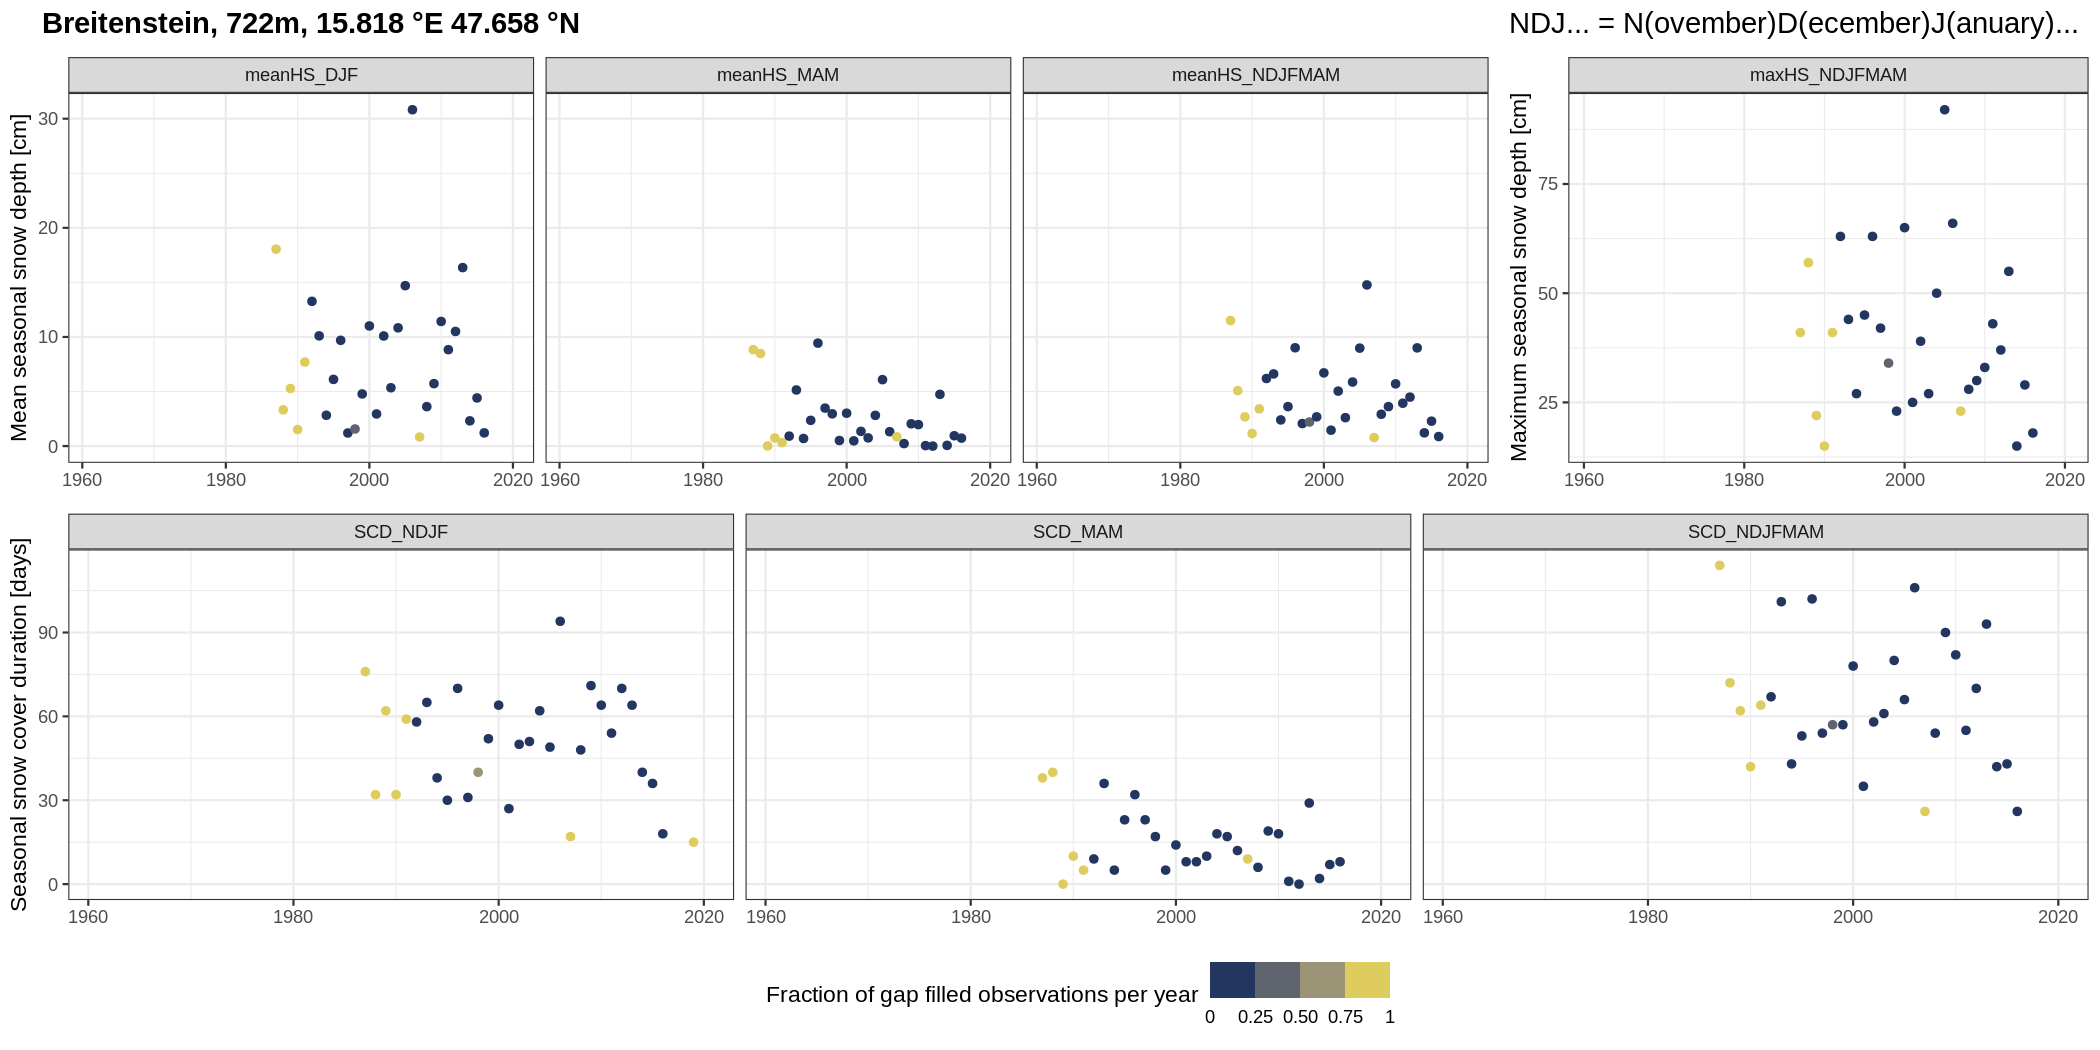 Breitenstein, 722m, 15.818 °E 47.658 °N
NDJ... = N(ovember)D(ecember)J(anuary)...
meanHS_DJF
meanHS_MAM
meanHS_NDJFMAM
maxHS_NDJFMAM
Mean seasonal snow depth [cm]
30
20
10
0
1960 1980 2000 2020
1960 1980 2000 2020
1960 1980 2000 2020
Maximum seasonal snow depth [cm]
75
50
25
1960 1980 2000 2020
SCD_NDJF
SCD_MAM
SCD_NDJFMAM
Seasonal snow cover duration [days]
90
60
30
0
1960 1980 2000 2020
1960 1980 2000 2020
1960 1980 2000 2020
Fraction of gap filled observations per year
0 0.25 0.50 0.75 1